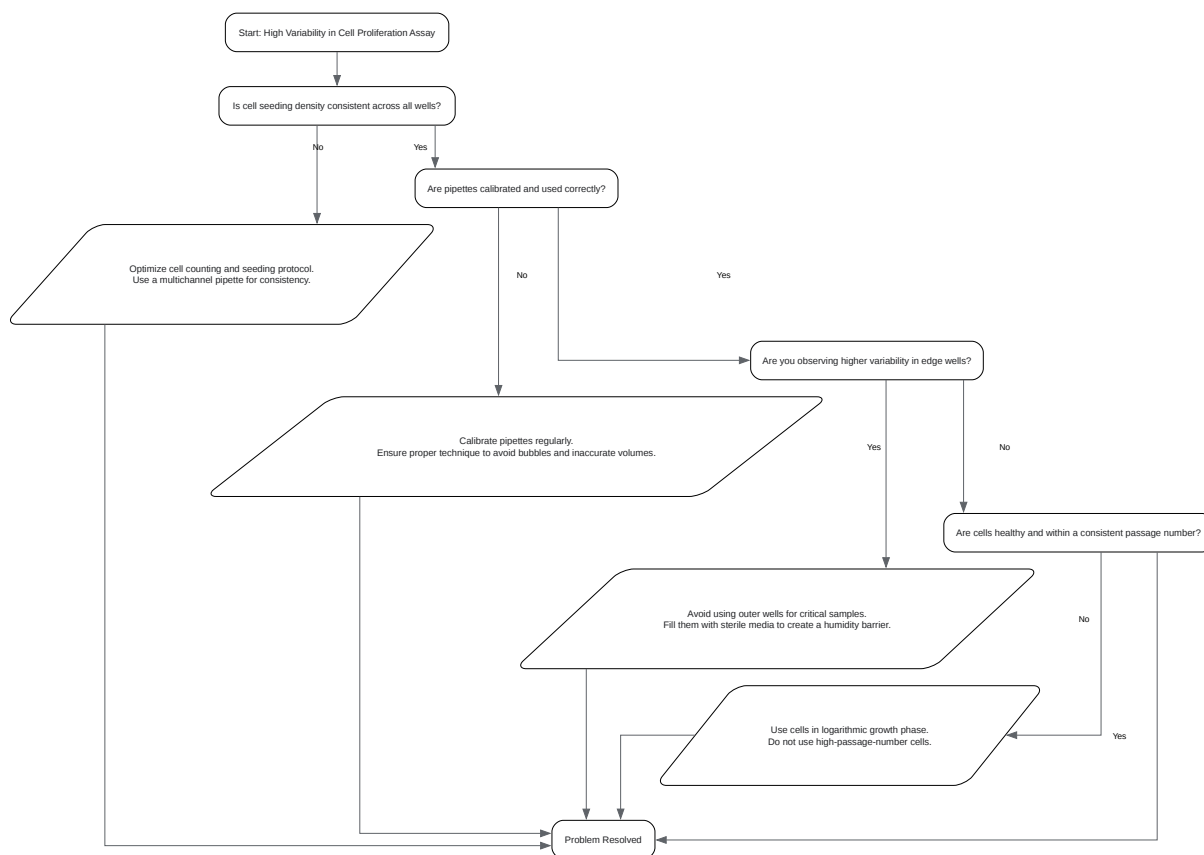 Start: High Variability in Cell Proliferation Assay
Is cell seeding density consistent across all wells?
No
Yes
Are pipettes calibrated and used correctly?
Optimize cell counting and seeding protocol.
Use a multichannel pipette for consistency.
No
Yes
Are you observing higher variability in edge wells?
Calibrate pipettes regularly.
Ensure proper technique to avoid bubbles and inaccurate volumes.
Yes
No
Are cells healthy and within a consistent passage number?
Avoid using outer wells for critical samples.
Fill them with sterile media to create a humidity barrier.
No
Use cells in logarithmic growth phase.
Do not use high-passage-number cells.
Yes
Problem Resolved